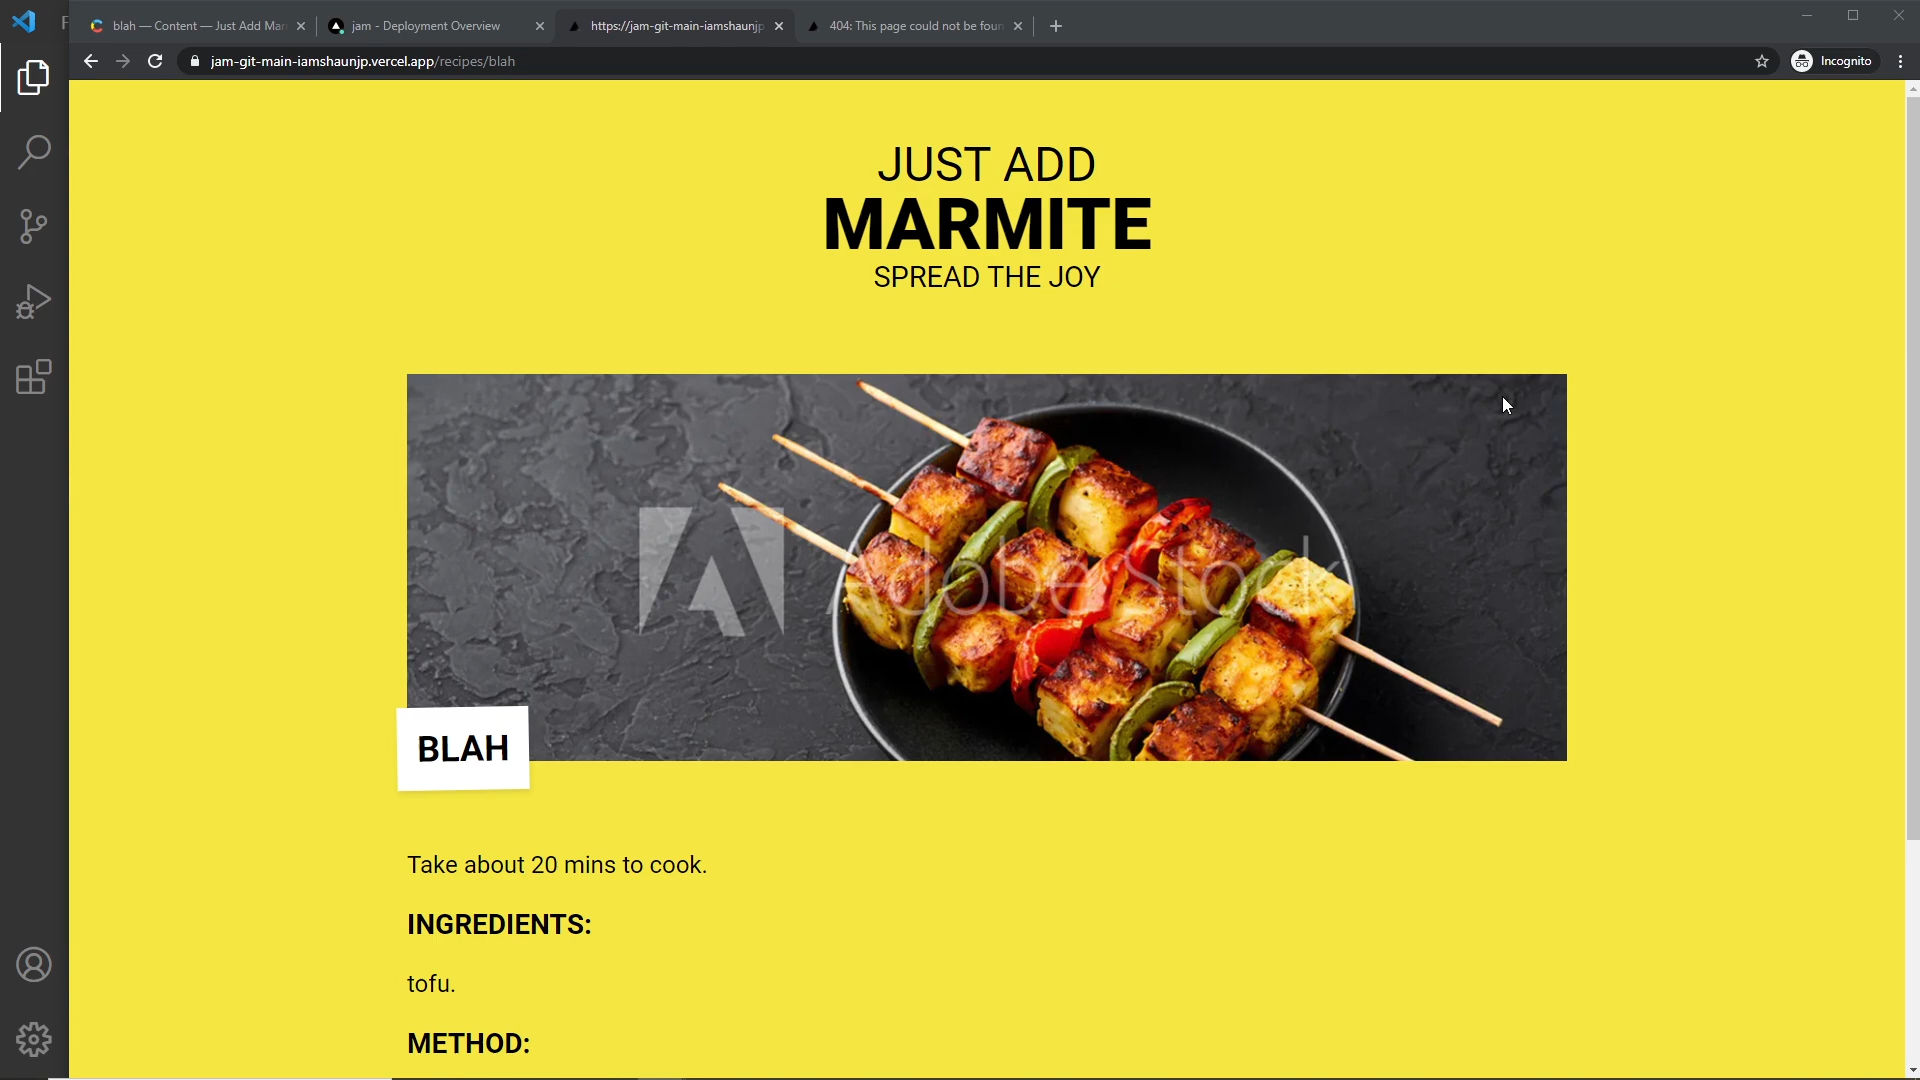 blah — Content — Just Add Mar
jam - Deployment Overview
https://jam-git-main-iamshaunjp
404: This page could not be foun
F
jam-git-main-iamshaunjp.vercel.app/recipes/blah
Incognito
JUST ADD
MARMITE
SPREAD THE JOY
Adobe Stock
BLAH
Take about 20 mins to cook.
INGREDIENTS:
tofu.
METHOD: